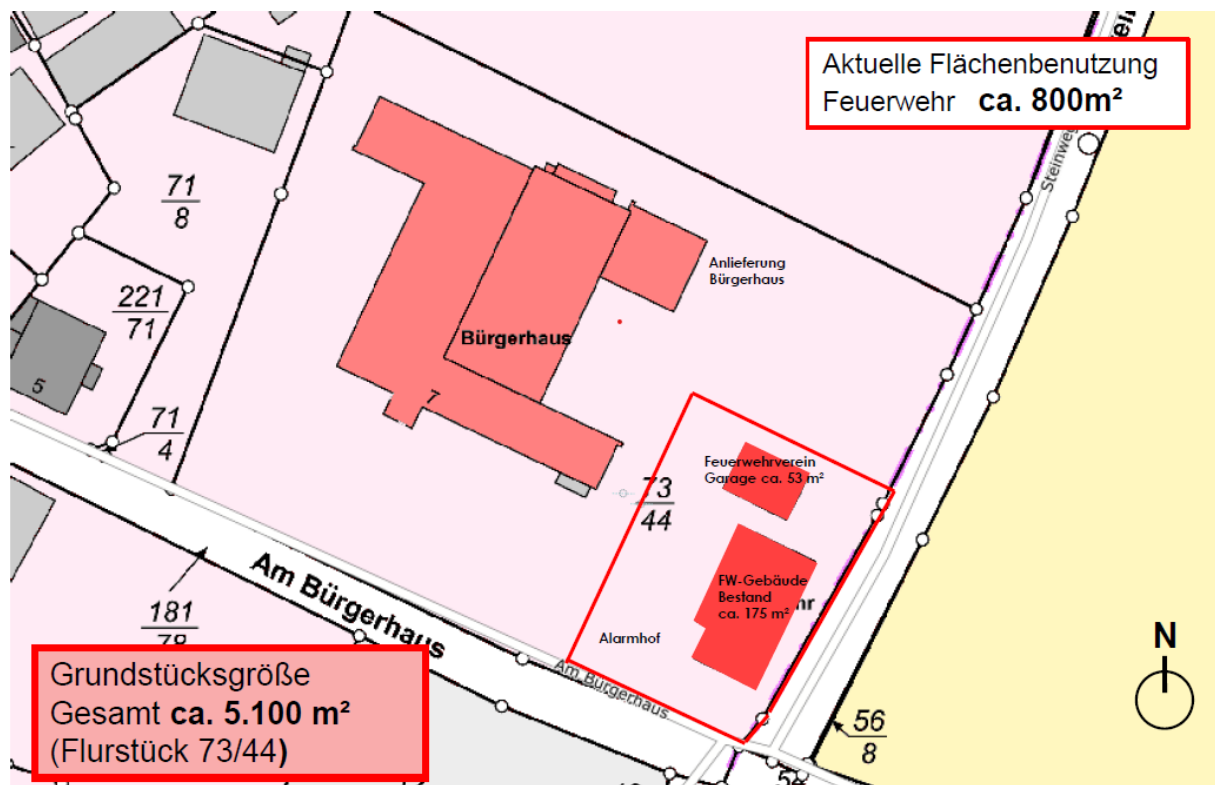 Aktuelle Flächenbenutzung
Feuerwehr ca. 800m²
Steinweg
71
8
Anlieferung
Bürgerhaus
221
71
Bürgerhaus
5
7
71
4
Feuerwehrverein
Garage ca. 53 m²
73
44
Am Bürgerhaus
FW-Gebäude
Bestand
ca. 175 m²
hr
181
78
Alarmhof
Am Bürgerhaus
N
Grundstücksgröße
Gesamt ca. 5.100 m²
(Flurstück 73/44)
56
8